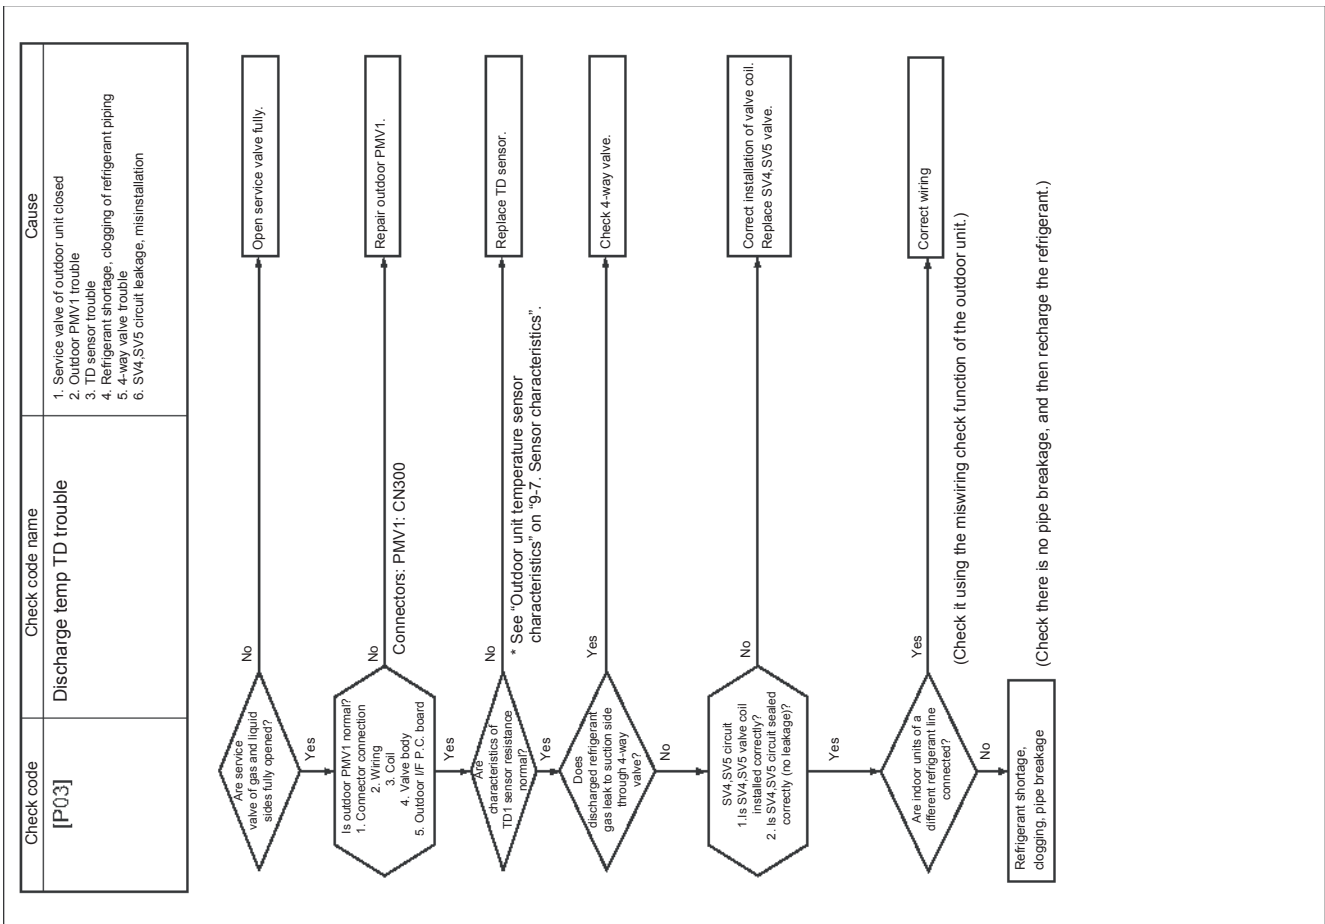 Check code
Check code name
Cause
[P03]
Discharge temp TD trouble
1. Service valve of outdoor unit closed
2. Outdoor PMV1 trouble
3. TD sensor trouble
4. Refrigerant shortage, clogging of refrigerant piping
5. 4-way valve trouble
6. SV4,SV5 circuit leakage, misinstallation
Are service
valve of gas and liquid
sides fully opened?
No
Open service valve fully.
Yes
Is outdoor PMV1 normal?
1. Connector connection
2. Wiring
3. Coil
4. Valve body
5. Outdoor I/F P.C. board
No
Repair outdoor PMV1.
Connectors: PMV1: CN300
Yes
Are
characteristics of
TD1 sensor resistance
normal?
No
Replace TD sensor.
* See “Outdoor unit temperature sensor
characteristics” on “9-7. Sensor characteristics”.
Yes
Does
discharged refrigerant
gas leak to suction side
through 4-way
valve?
Yes
Check 4-way valve.
No
SV4,SV5 circuit
1.Is SV4,SV5 valve coil
installed correctly?
2. Is SV4,SV5 circuit sealed
correctly (no leakage)?
No
Correct installation of valve coil.
Replace SV4,SV5 valve.
Yes
Are indoor units of a
different refrigerant line
connected?
Yes
Correct wiring
(Check it using the miswiring check function of the outdoor unit.)
No
Refrigerant shortage,
clogging, pipe breakage
(Check there is no pipe breakage, and then recharge the refrigerant.)